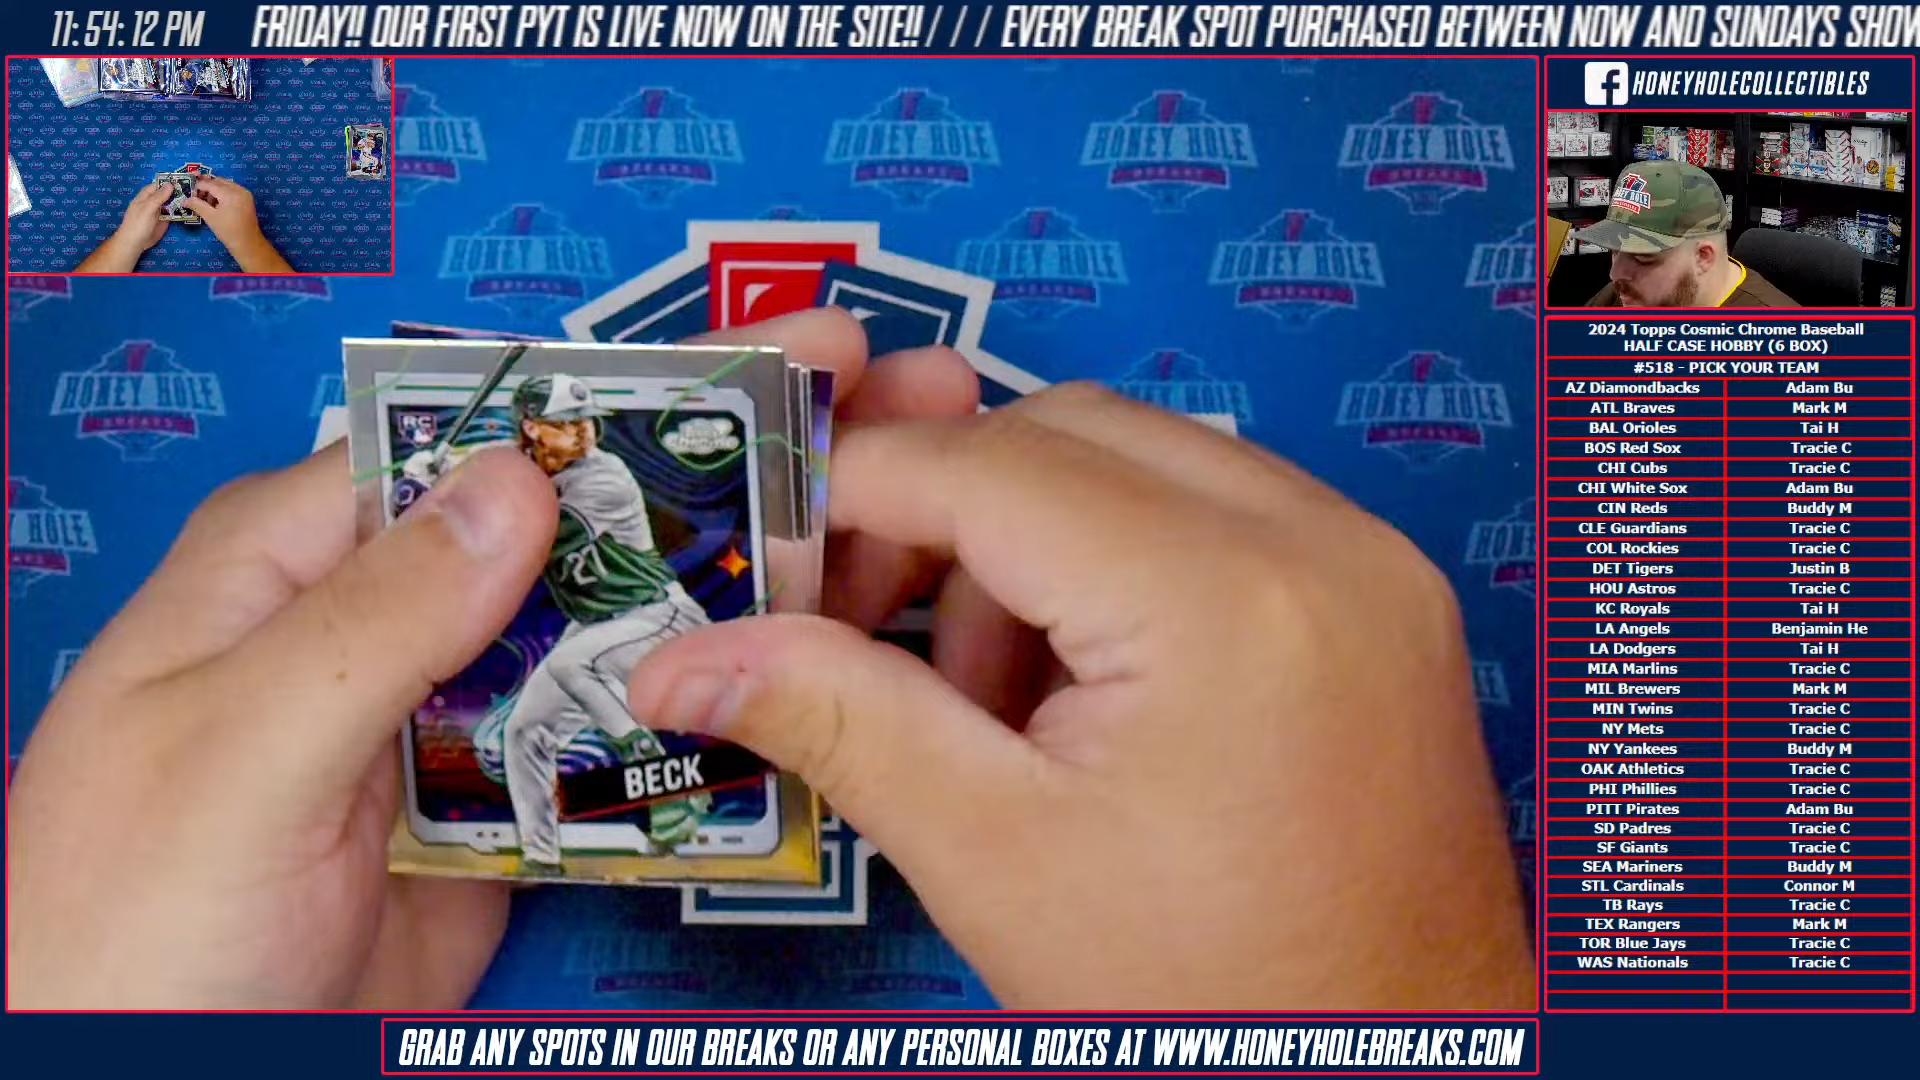 11:54:12 PM
FRIDAY!! OUR FIRST PYT IS LIVE NOW ON THE SITE!! / / / EVERY BREAK SPOT PURCHASED BETWEEN NOW AND SUNDAYS SHOW
HONEYHOLECOLLECTIBLES
HONEY HOLE
BREAKS
RC
27
BECK
2024 Topps Cosmic Chrome Baseball
HALF CASE HOBBY (6 BOX)
#518 - PICK YOUR TEAM
AZ Diamondbacks Adam Bu
ATL Braves Mark M
BAL Orioles Tai H
BOS Red Sox Tracie C
CHI Cubs Tracie C
CHI White Sox Adam Bu
CIN Reds Buddy M
CLE Guardians Tracie C
COL Rockies Tracie C
DET Tigers Justin B
HOU Astros Tracie C
KC Royals Tai H
LA Angels Benjamin He
LA Dodgers Tai H
MIA Marlins Tracie C
MIL Brewers Mark M
MIN Twins Tracie C
NY Mets Tracie C
NY Yankees Buddy M
OAK Athletics Tracie C
PHI Phillies Tracie C
PITT Pirates Adam Bu
SD Padres Tracie C
SF Giants Tracie C
SEA Mariners Buddy M
STL Cardinals Connor M
TB Rays Tracie C
TEX Rangers Mark M
TOR Blue Jays Tracie C
WAS Nationals Tracie C
GRAB ANY SPOTS IN OUR BREAKS OR ANY PERSONAL BOXES AT WWW.HONEYHOLEBREAKS.COM